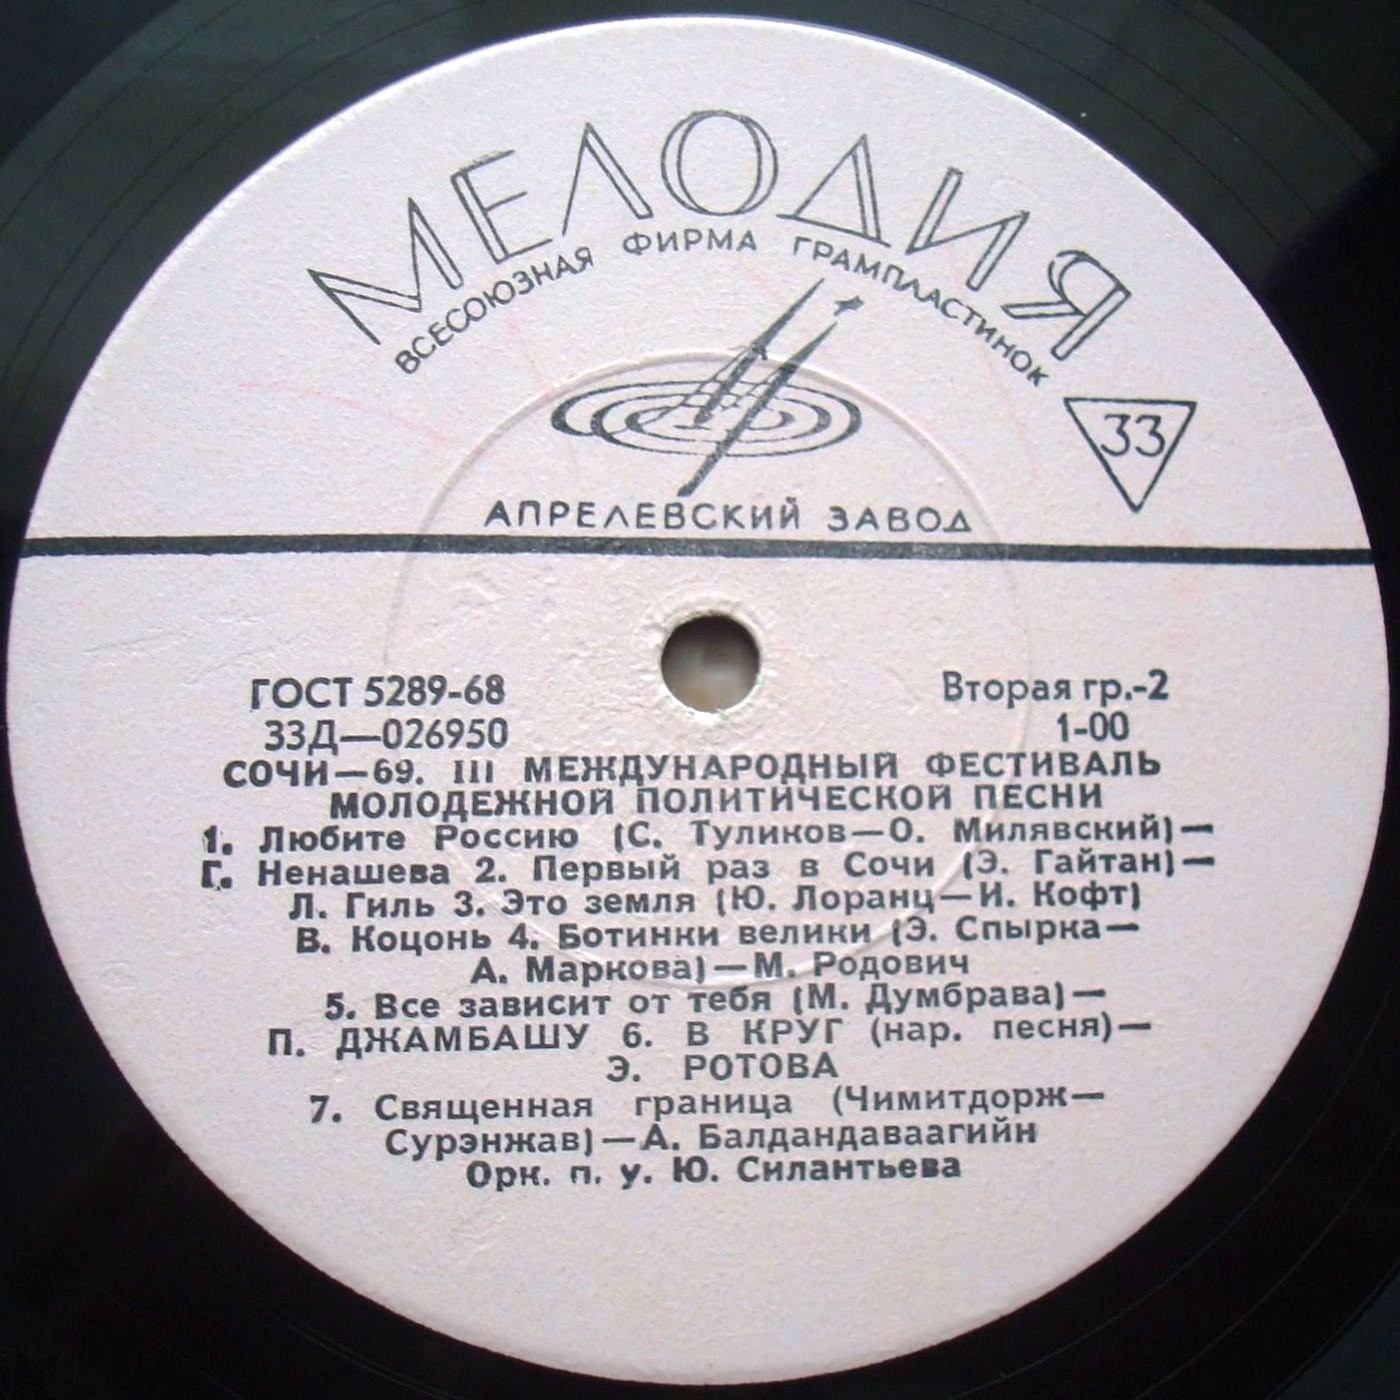 МЕЛОДИЯ
ВСЕСОЮЗНАЯ ФИРМА ГРАМПЛАСТИНОК
33
АПРЕЛЕВСКИЙ ЗАВОД
ГОСТ 5289-68
Вторая гр.-2
33Д—026950
1-00
СОЧИ—69. III МЕЖДУНАРОДНЫЙ ФЕСТИВАЛЬ
МОЛОДЕЖНОЙ ПОЛИТИЧЕСКОЙ ПЕСНИ
1. Любите Россию (С. Туликов—О. Милявский)—
Г. Ненашева 2. Первый раз в Сочи (Э. Гайтан)—
Л. Гиль 3. Это земля (Ю. Лоранц—И. Кофт)
В. Коцонь 4. Ботинки велики (Э. Спырка—
А. Маркова)—М. Родович
5. Все зависит от тебя (М. Думбрава)—
П. ДЖАМБАШУ 6. В КРУГ (нар. песня)—
Э. РОТОВА
7. Священная граница (Чимитдорж—
Сурэнжав)—А. Балдандаваагийн
Орк. п. у. Ю. Силантьева